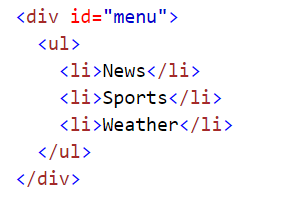 <div id="menu">
  <ul>
    <li>News</li>
    <li>Sports</li>
    <li>Weather</li>
  </ul>
</div>